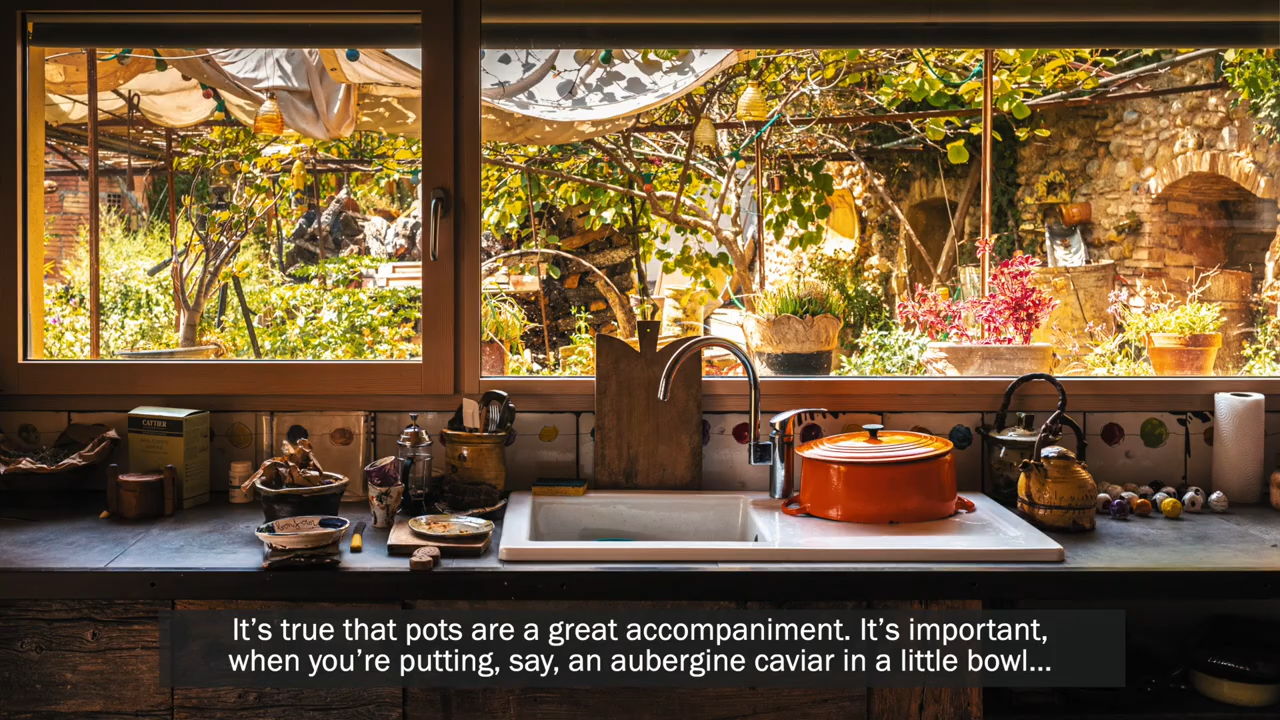 CATTIER
It’s true that pots are a great accompaniment. It’s important,
when you’re putting, say, an aubergine caviar in a little bowl...